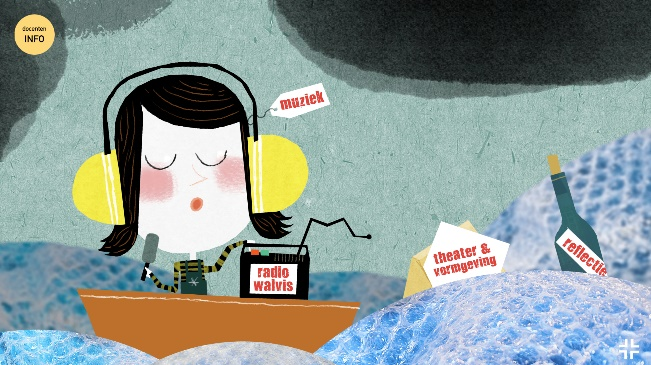 docenten
INFO
muziek
radio
walvis
theater &
vormgeving
reflectie